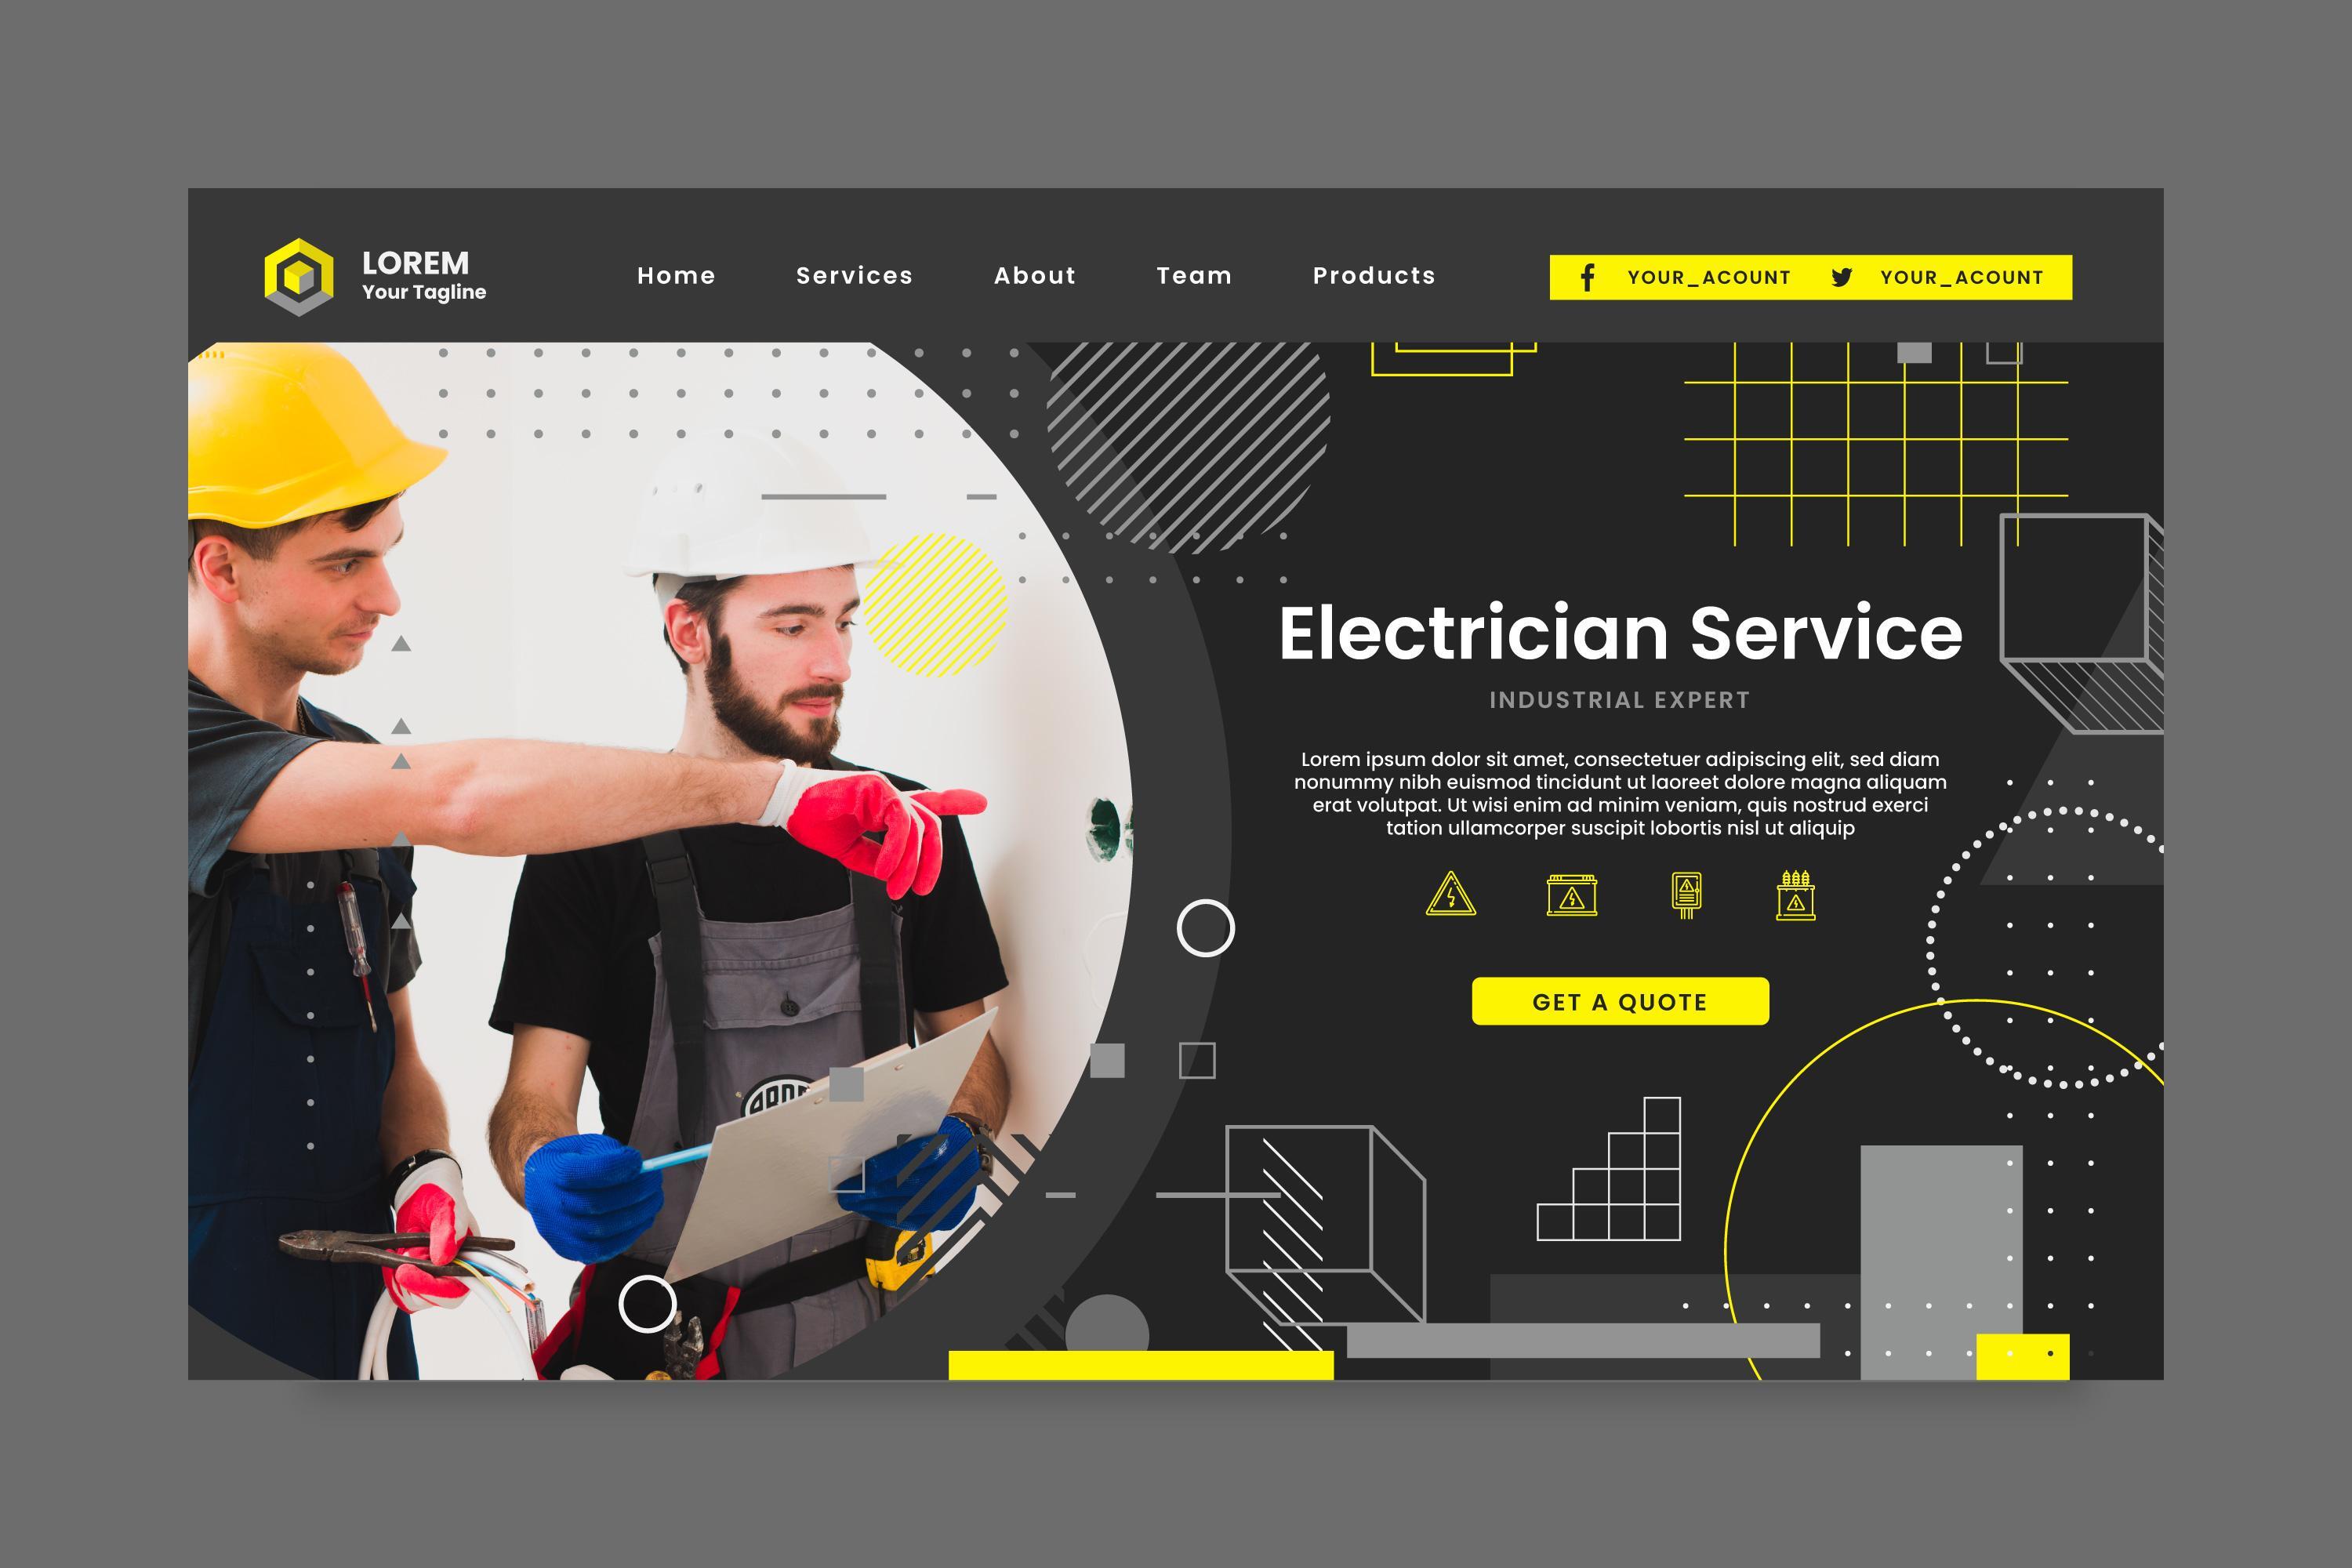 LOREM
Your Tagline
Home Services About Team Products
YOUR_ACOUNT YOUR_ACOUNT
Electrician Service
INDUSTRIAL EXPERT
Lorem ipsum dolor sit amet, consectetuer adipiscing elit, sed diam
nonummy nibh euismod tincidunt ut laoreet dolore magna aliquam
erat volutpat. Ut wisi enim ad minim veniam, quis nostrud exerci
tation ullamcorper suscipit lobortis nisl ut aliquip
GET A QUOTE